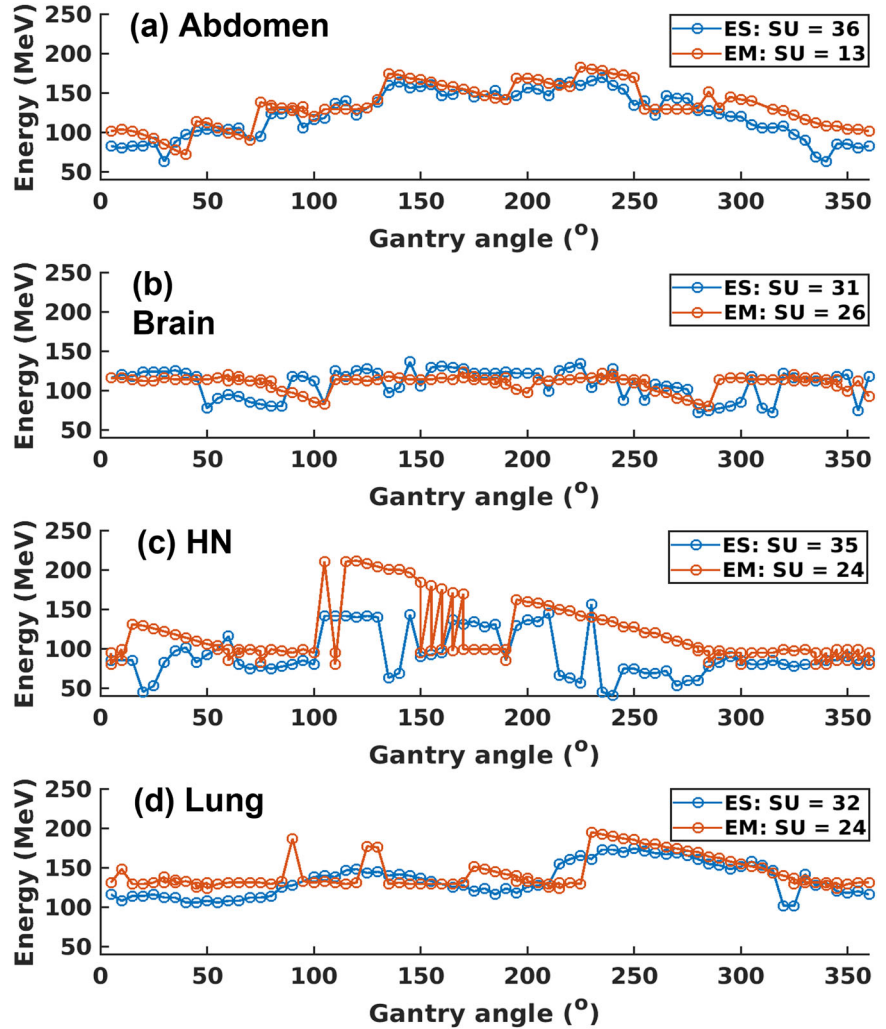 (a) Abdomen
ES: SU = 36
EM: SU = 13
Energy (MeV)
250
200
150
100
50
0 50 100 150 200 250 300 350
Gantry angle (o)
(b)
Brain
ES: SU = 31
EM: SU = 26
Energy (MeV)
250
200
150
100
50
0 50 100 150 200 250 300 350
Gantry angle (o)
(c) HN
ES: SU = 35
EM: SU = 24
Energy (MeV)
250
200
150
100
50
0 50 100 150 200 250 300 350
Gantry angle (o)
(d) Lung
ES: SU = 32
EM: SU = 24
Energy (MeV)
250
200
150
100
50
0 50 100 150 200 250 300 350
Gantry angle (o)